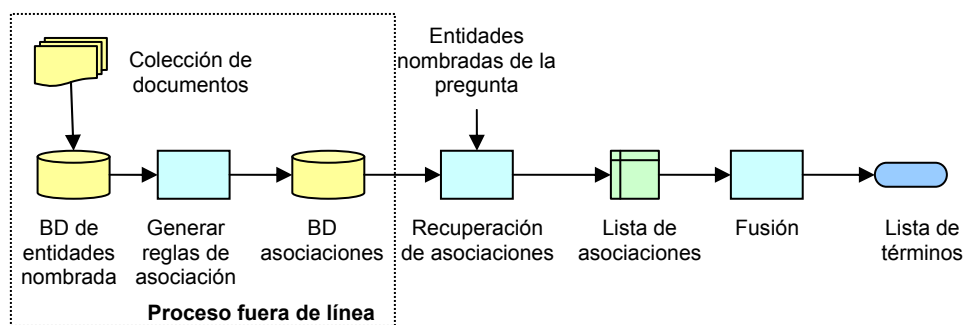 Colección de
documentos
Entidades
nombradas de la
pregunta
BD de
entidades
nombrada
Generar
reglas de
asociación
BD
asociaciones
Recuperación
de asociaciones
Lista de
asociaciones
Fusión
Lista de
términos
Proceso fuera de línea